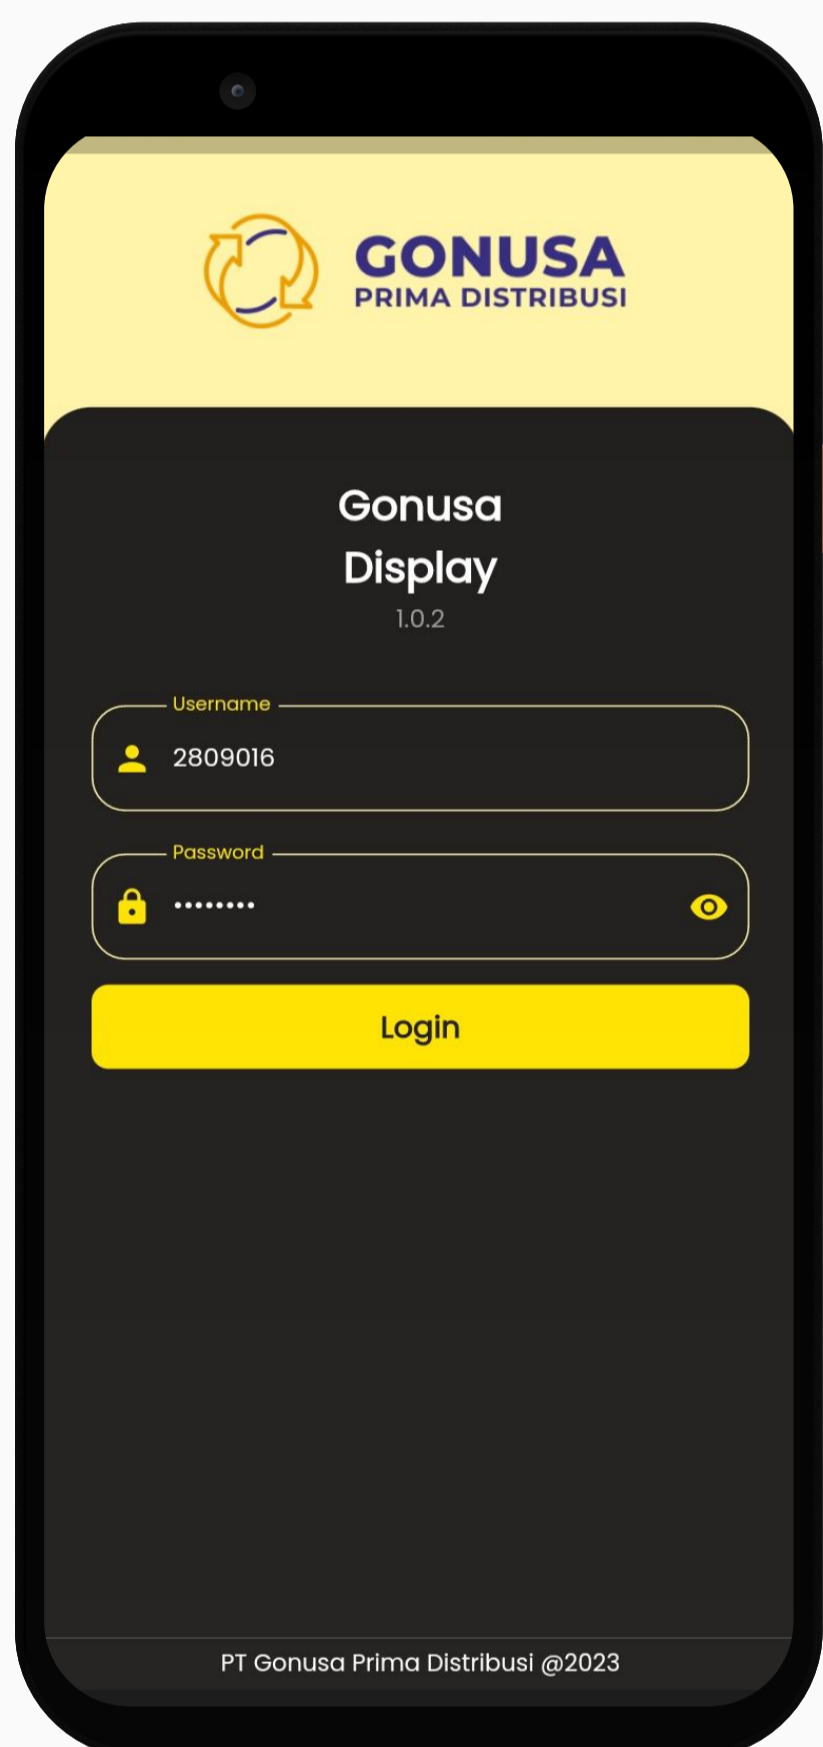 GONUSA
PRIMA DISTRIBUSI
Gonusa
Display
1.0.2
Username
2809016
Password
••••••••
Login
PT Gonusa Prima Distribusi @2023